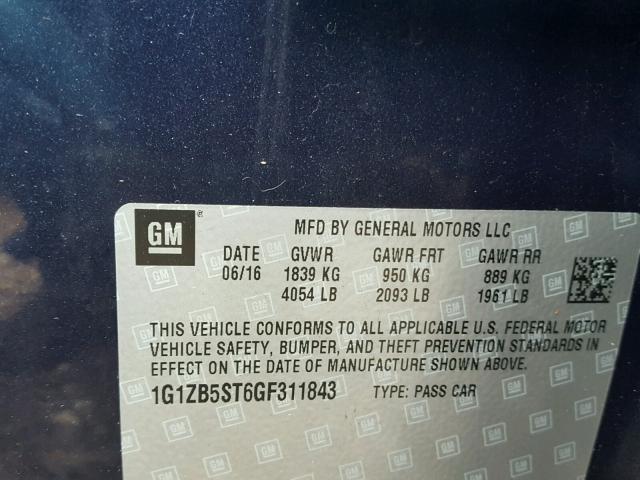 GM ®
MFD BY GENERAL MOTORS LLC
DATE GVWR GAWR FRT GAWR RR
06/16 1839 KG 950 KG 889 KG
4054 LB 2093 LB 1961 LB
THIS VEHICLE CONFORMS TO ALL APPLICABLE U.S. FEDERAL MOTOR
VEHICLE SAFETY, BUMPER, AND THEFT PREVENTION STANDARDS IN
EFFECT ON THE DATE OF MANUFACTURE SHOWN ABOVE.
1G1ZB5ST6GF311843 TYPE: PASS CAR